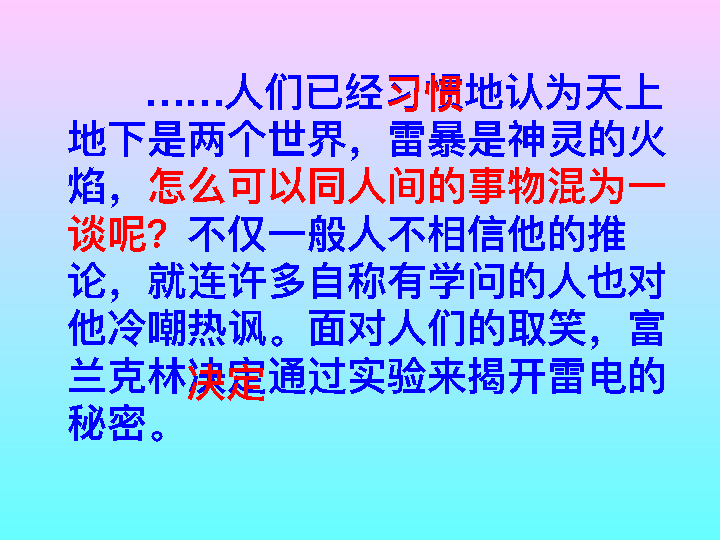 ……人们已经习惯地认为天上
地下是两个世界，雷暴是神灵的火
焰，怎么可以同人间的事物混为一
谈呢？不仅一般人不相信他的推
论，就连许多自称有学问的人也对
他冷嘲热讽。面对人们的取笑，富
兰克林决定通过实验来揭开雷电的
秘密。